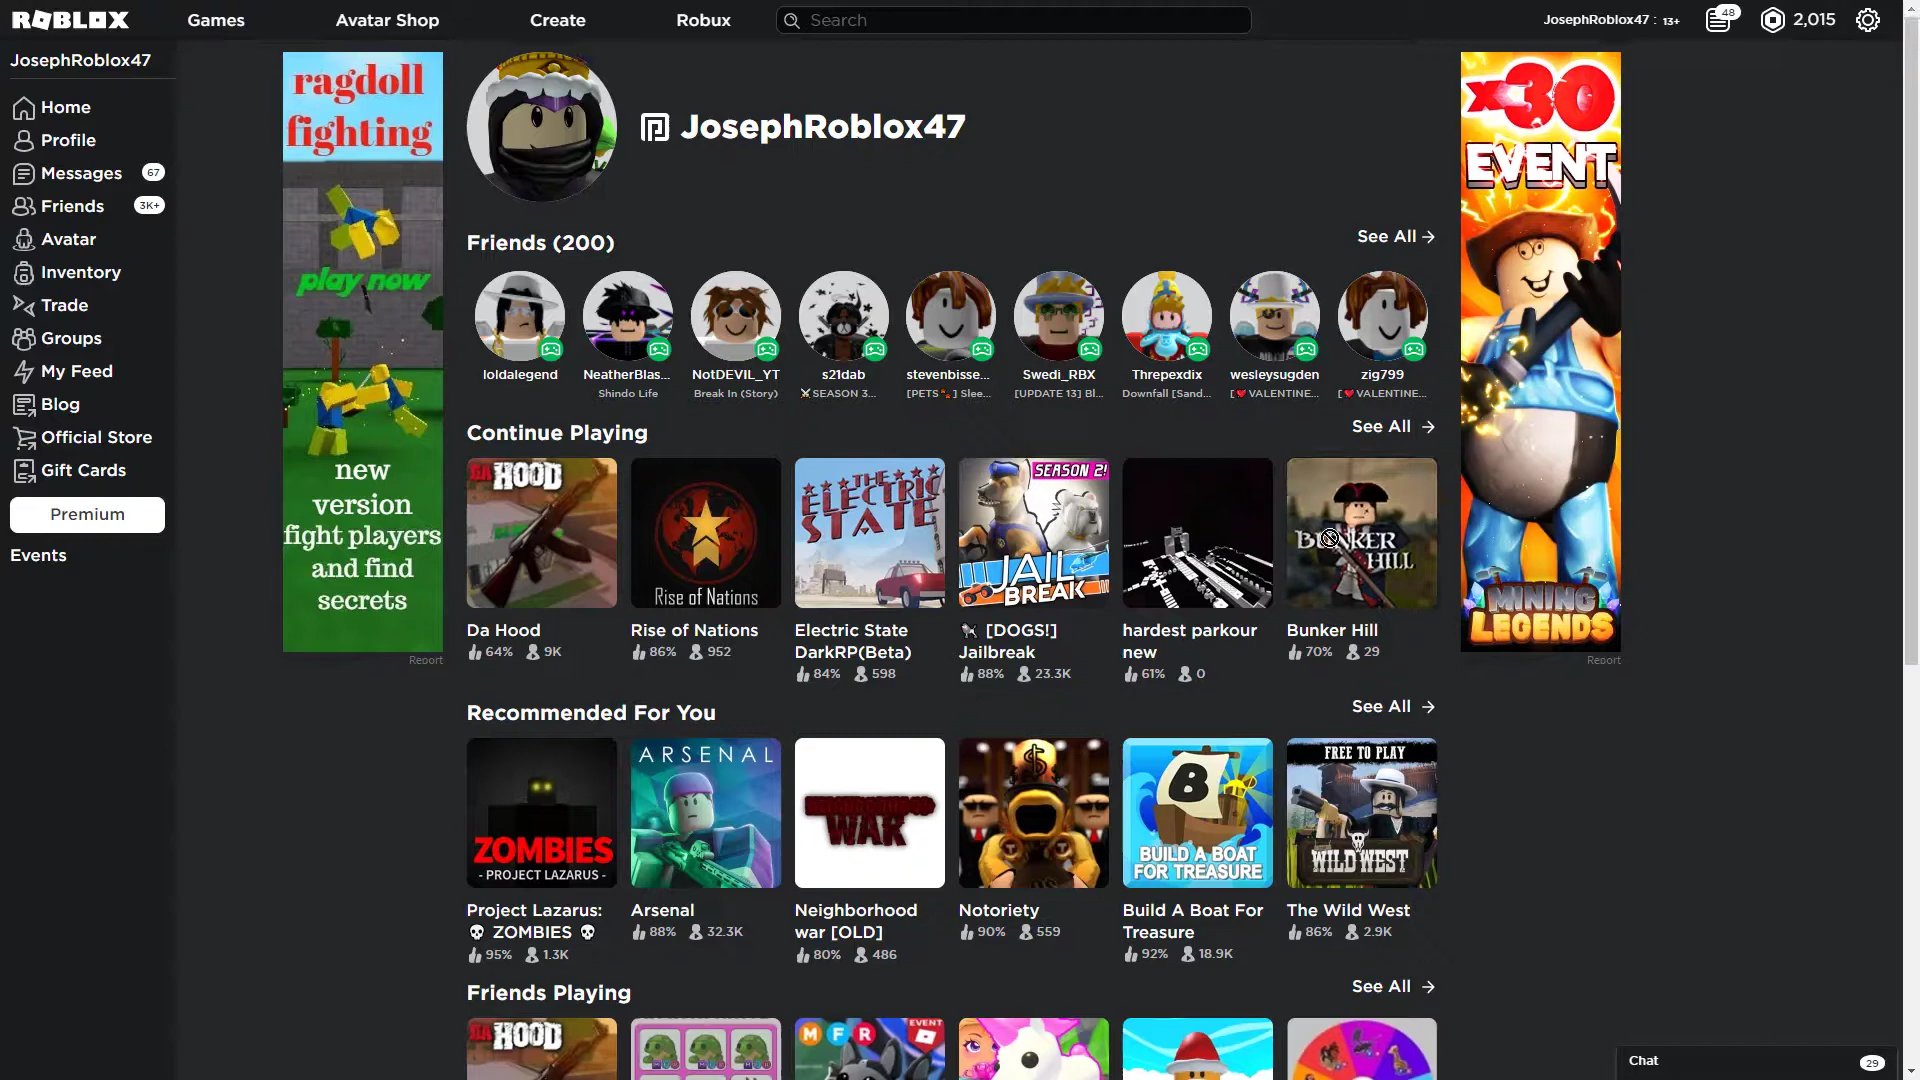 ROBLOX
Games
Avatar Shop
Create
Robux
Search
JosephRoblox47 : 13+
48
2,015
JosephRoblox47
Home
Profile
Messages
67
Friends
3K+
Avatar
Inventory
Trade
Groups
My Feed
Blog
Official Store
Gift Cards
Premium
Events
ragdoll
fighting
play now
new
version
fight players
and find
secrets
Report
JosephRoblox47
Friends (200)
See All
loldalegend
NeatherBlas...
Shindo Life
NotDEVIL_YT
Break In (Story)
s21dab
SEASON 3...
stevenbisse...
[PETS🐾] Slee...
Swedi_RBX
[UPDATE 13] Bl...
Threpexdix
Downfall [Sand...
wesleysugden
[❤️VALENTINE...
zig799
[❤️VALENTINE...
Continue Playing
See All
DA HOOD
Rise of Nations
THE
ELECTRIC
STATE
SEASON 2!
JAIL
BREAK
BUNKER
HILL
Da Hood
64% 9K
Rise of Nations
86% 952
Electric State
DarkRP(Beta)
84% 598
🐩 [DOGS!]
Jailbreak
88% 23.3K
hardest parkour
new
61% 0
Bunker Hill
70% 29
Recommended For You
See All
ZOMBIES
- PROJECT LAZARUS -
ARSENAL
NEIGHBORHOOD
WAR
B
BUILD A BOAT
FOR TREASURE
FREE TO PLAY
WILD WEST
Project Lazarus:
💀 ZOMBIES 💀
95% 1.3K
Arsenal
88% 32.3K
Neighborhood
war [OLD]
80% 486
Notoriety
90% 559
Build A Boat For
Treasure
92% 18.9K
The Wild West
86% 2.9K
Friends Playing
See All
DA HOOD
M F R
EVENT
x30
EVENT
MINING
LEGENDS
Report
Chat
29